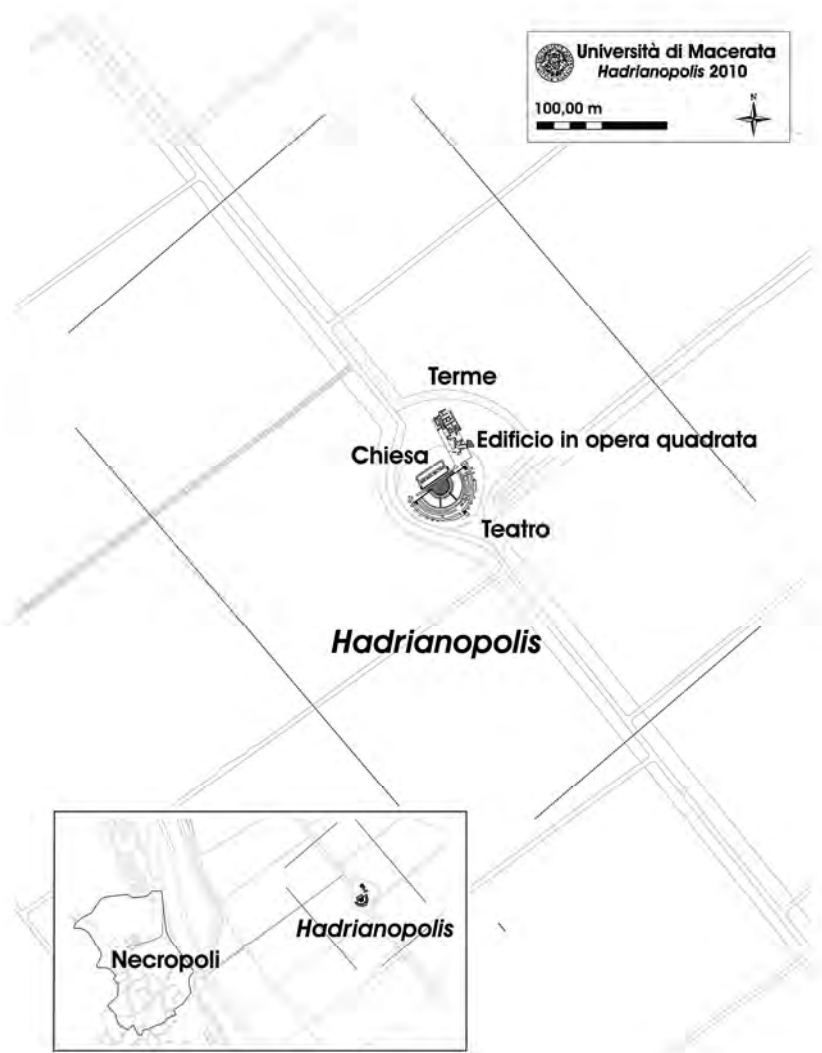 Università di Macerata
Hadrianopolis 2010
100,00 m
N
Terme
Edificio in opera quadrata
Chiesa
Teatro
Hadrianopolis
Hadrianopolis
Necropoli